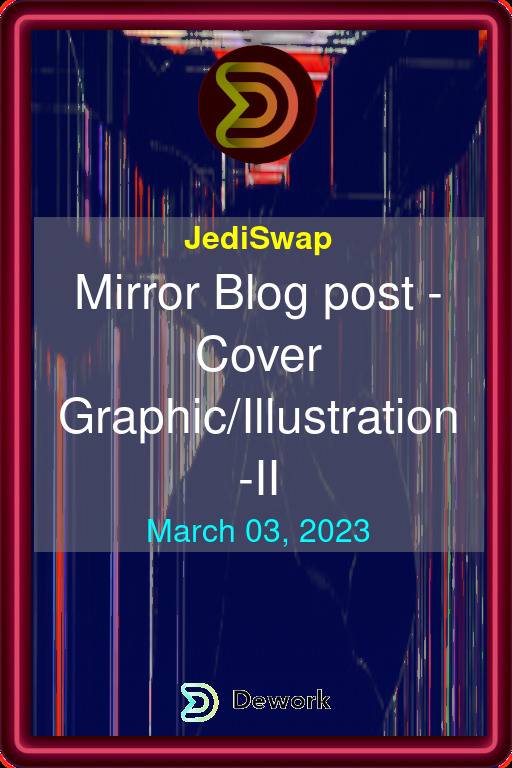 JediSwap
Mirror Blog post -
Cover
Graphic/Illustration
-II
March 03, 2023
Dework